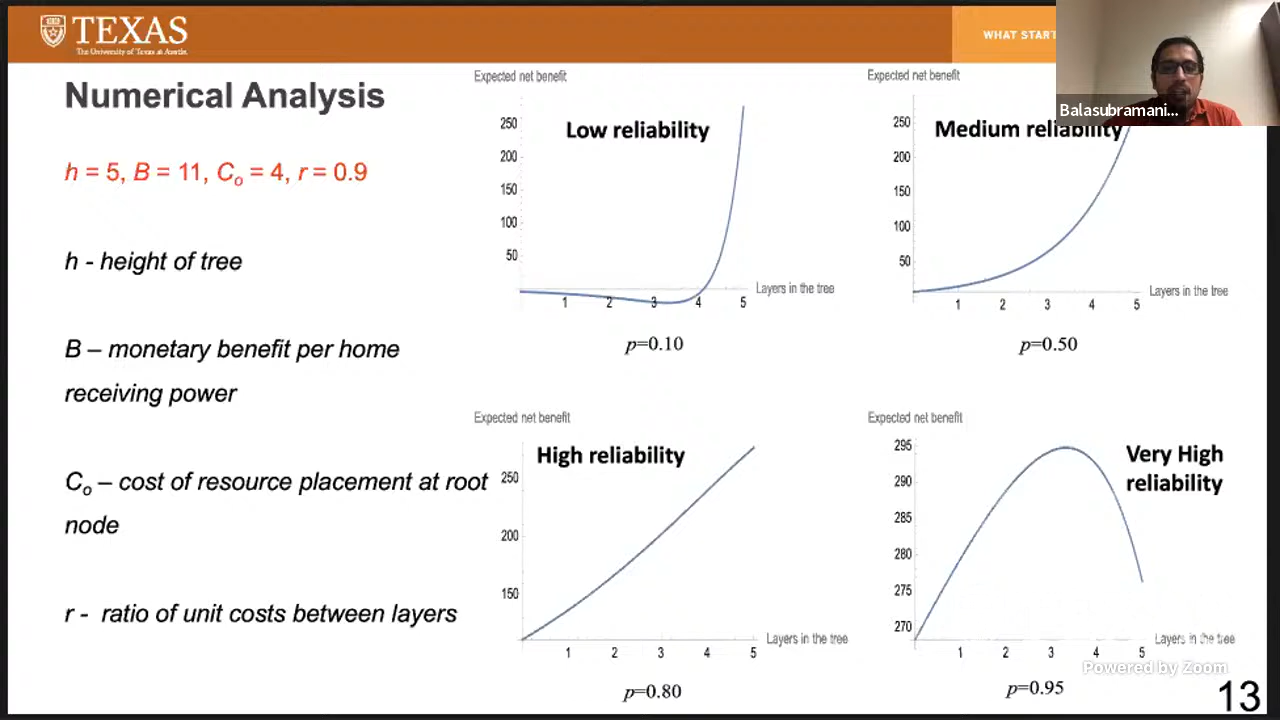 TEXAS
The University of Texas at Austin
WHAT START
Balasubramani...
Numerical Analysis
h = 5, B = 11, Co = 4, r = 0.9
h - height of tree
B – monetary benefit per home
receiving power
Co – cost of resource placement at root
node
r - ratio of unit costs between layers
Expected net benefit
Low reliability
250
200
150
100
50
1 2 3 4 5
Layers in the tree
p=0.10
Expected net benefit
Medium reliability
250
200
150
100
50
1 2 3 4 5
Layers in the tree
p=0.50
Expected net benefit
High reliability
250
200
150
1 2 3 4 5
Layers in the tree
p=0.80
Expected net benefit
Very High
reliability
295
290
285
280
275
270
1 2 3 4 5
Layers in the tree
p=0.95
Powered by Zoom
13